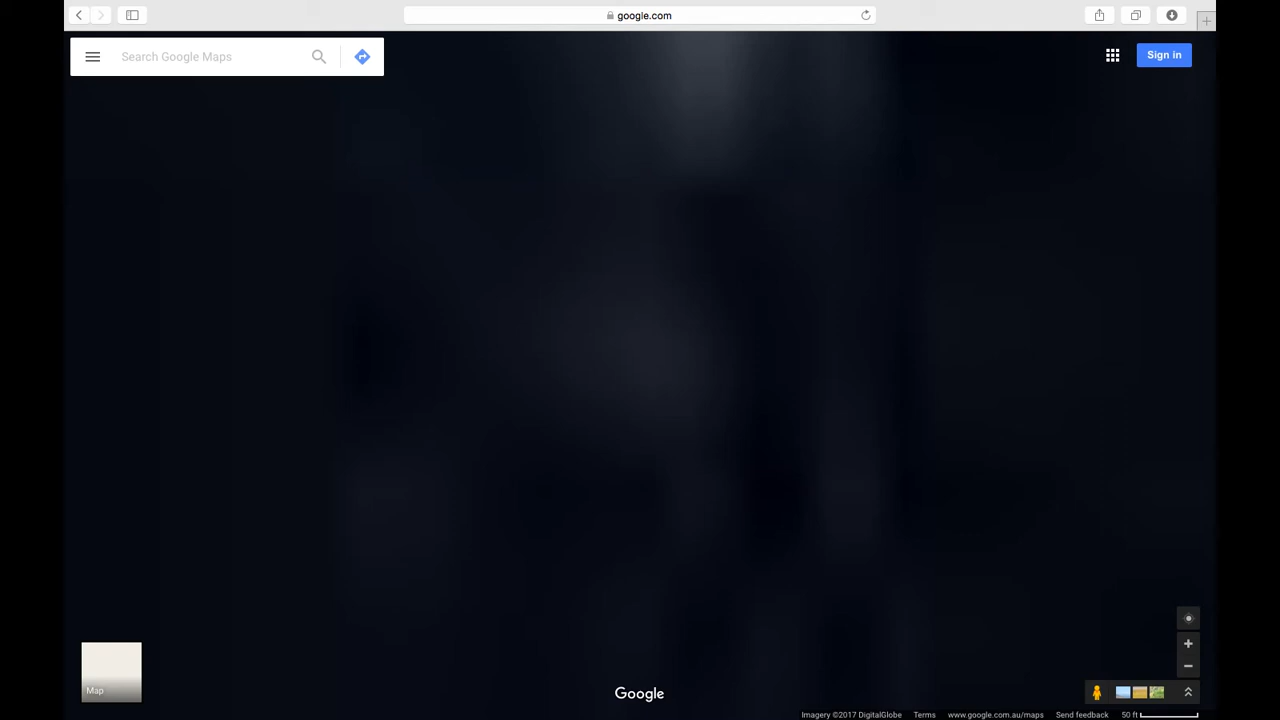 google.com
Search Google Maps
Sign in
Map
Google
Imagery ©2017 DigitalGlobe Terms www.google.com.au/maps Send feedback 50 ft